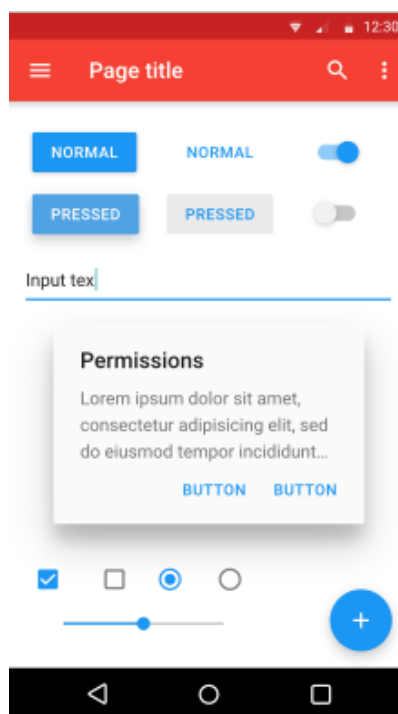 12:30
Page title
NORMAL NORMAL
PRESSED PRESSED
Input tex
Permissions
Lorem ipsum dolor sit amet,
consectetur adipisicing elit, sed
do eiusmod tempor incididunt...
BUTTON BUTTON